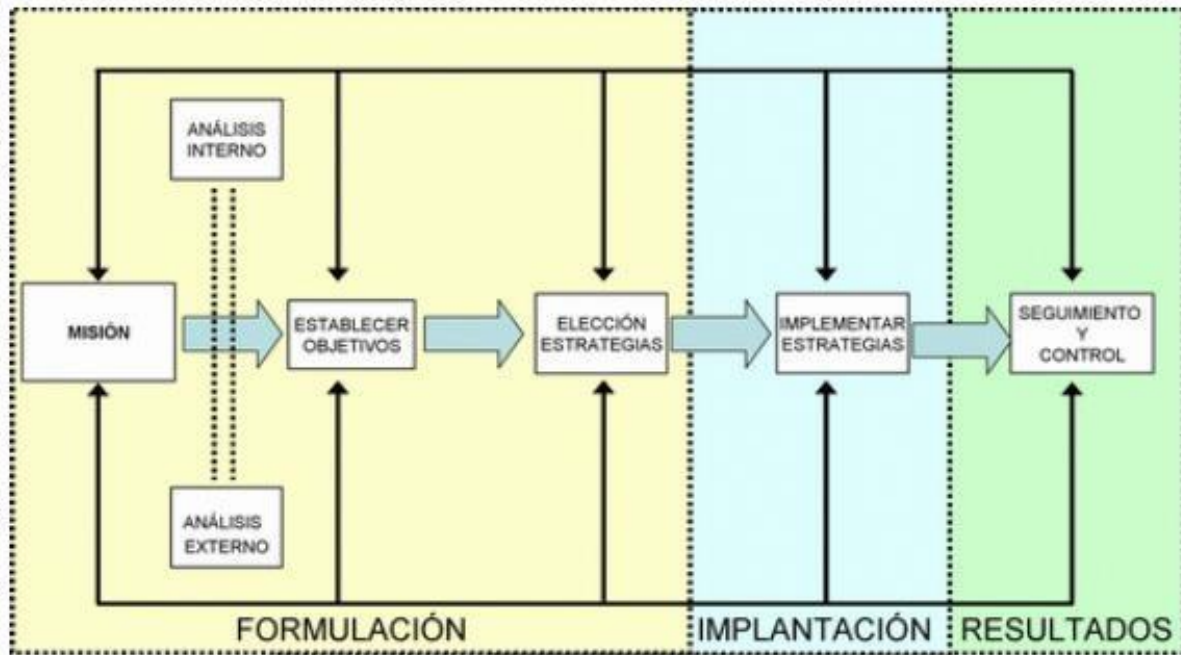 ANÁLISIS
INTERNO
MISIÓN
ESTABLECER
OBJETIVOS
ELECCIÓN
ESTRATEGIAS
IMPLEMENTAR
ESTRATEGIAS
SEGUIMIENTO
Y
CONTROL
ANÁLISIS
EXTERNO
FORMULACIÓN
IMPLANTACIÓN
RESULTADOS